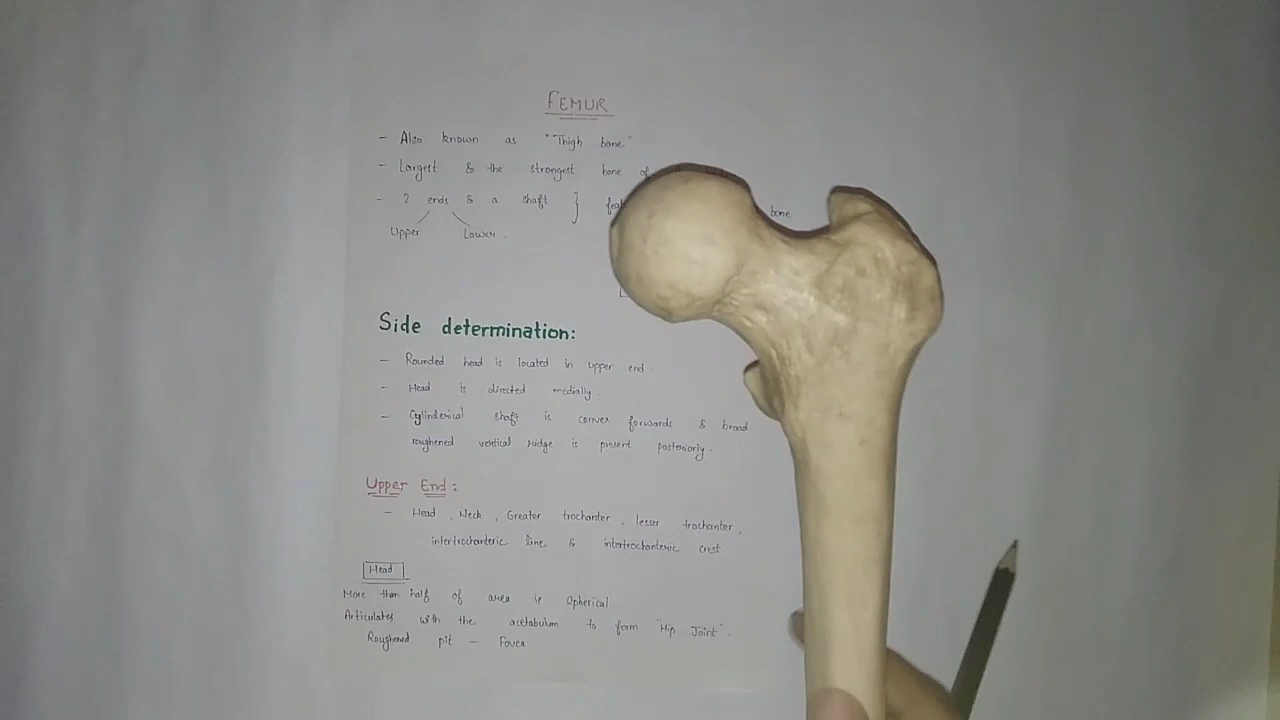 FEMUR
- Also known as "Thigh bone"
- Largest & the strongest bone of
- 2 ends & a shaft } bone
Upper Lower.
Side determination:
- Rounded head is located in upper end.
- Head is directed medially.
- Cylinderical shaft is convex forwards & broad
roughened vertical ridge is present posteriorly.
Upper End:
- Head, Neck, Greater trochanter, lesser trochanter,
intertrochanteric line, & intertrochanteric crest
Head
More than half of area is Spherical
Articulates with the acetabulum to form "Hip Joint".
Roughened pit - Fovea